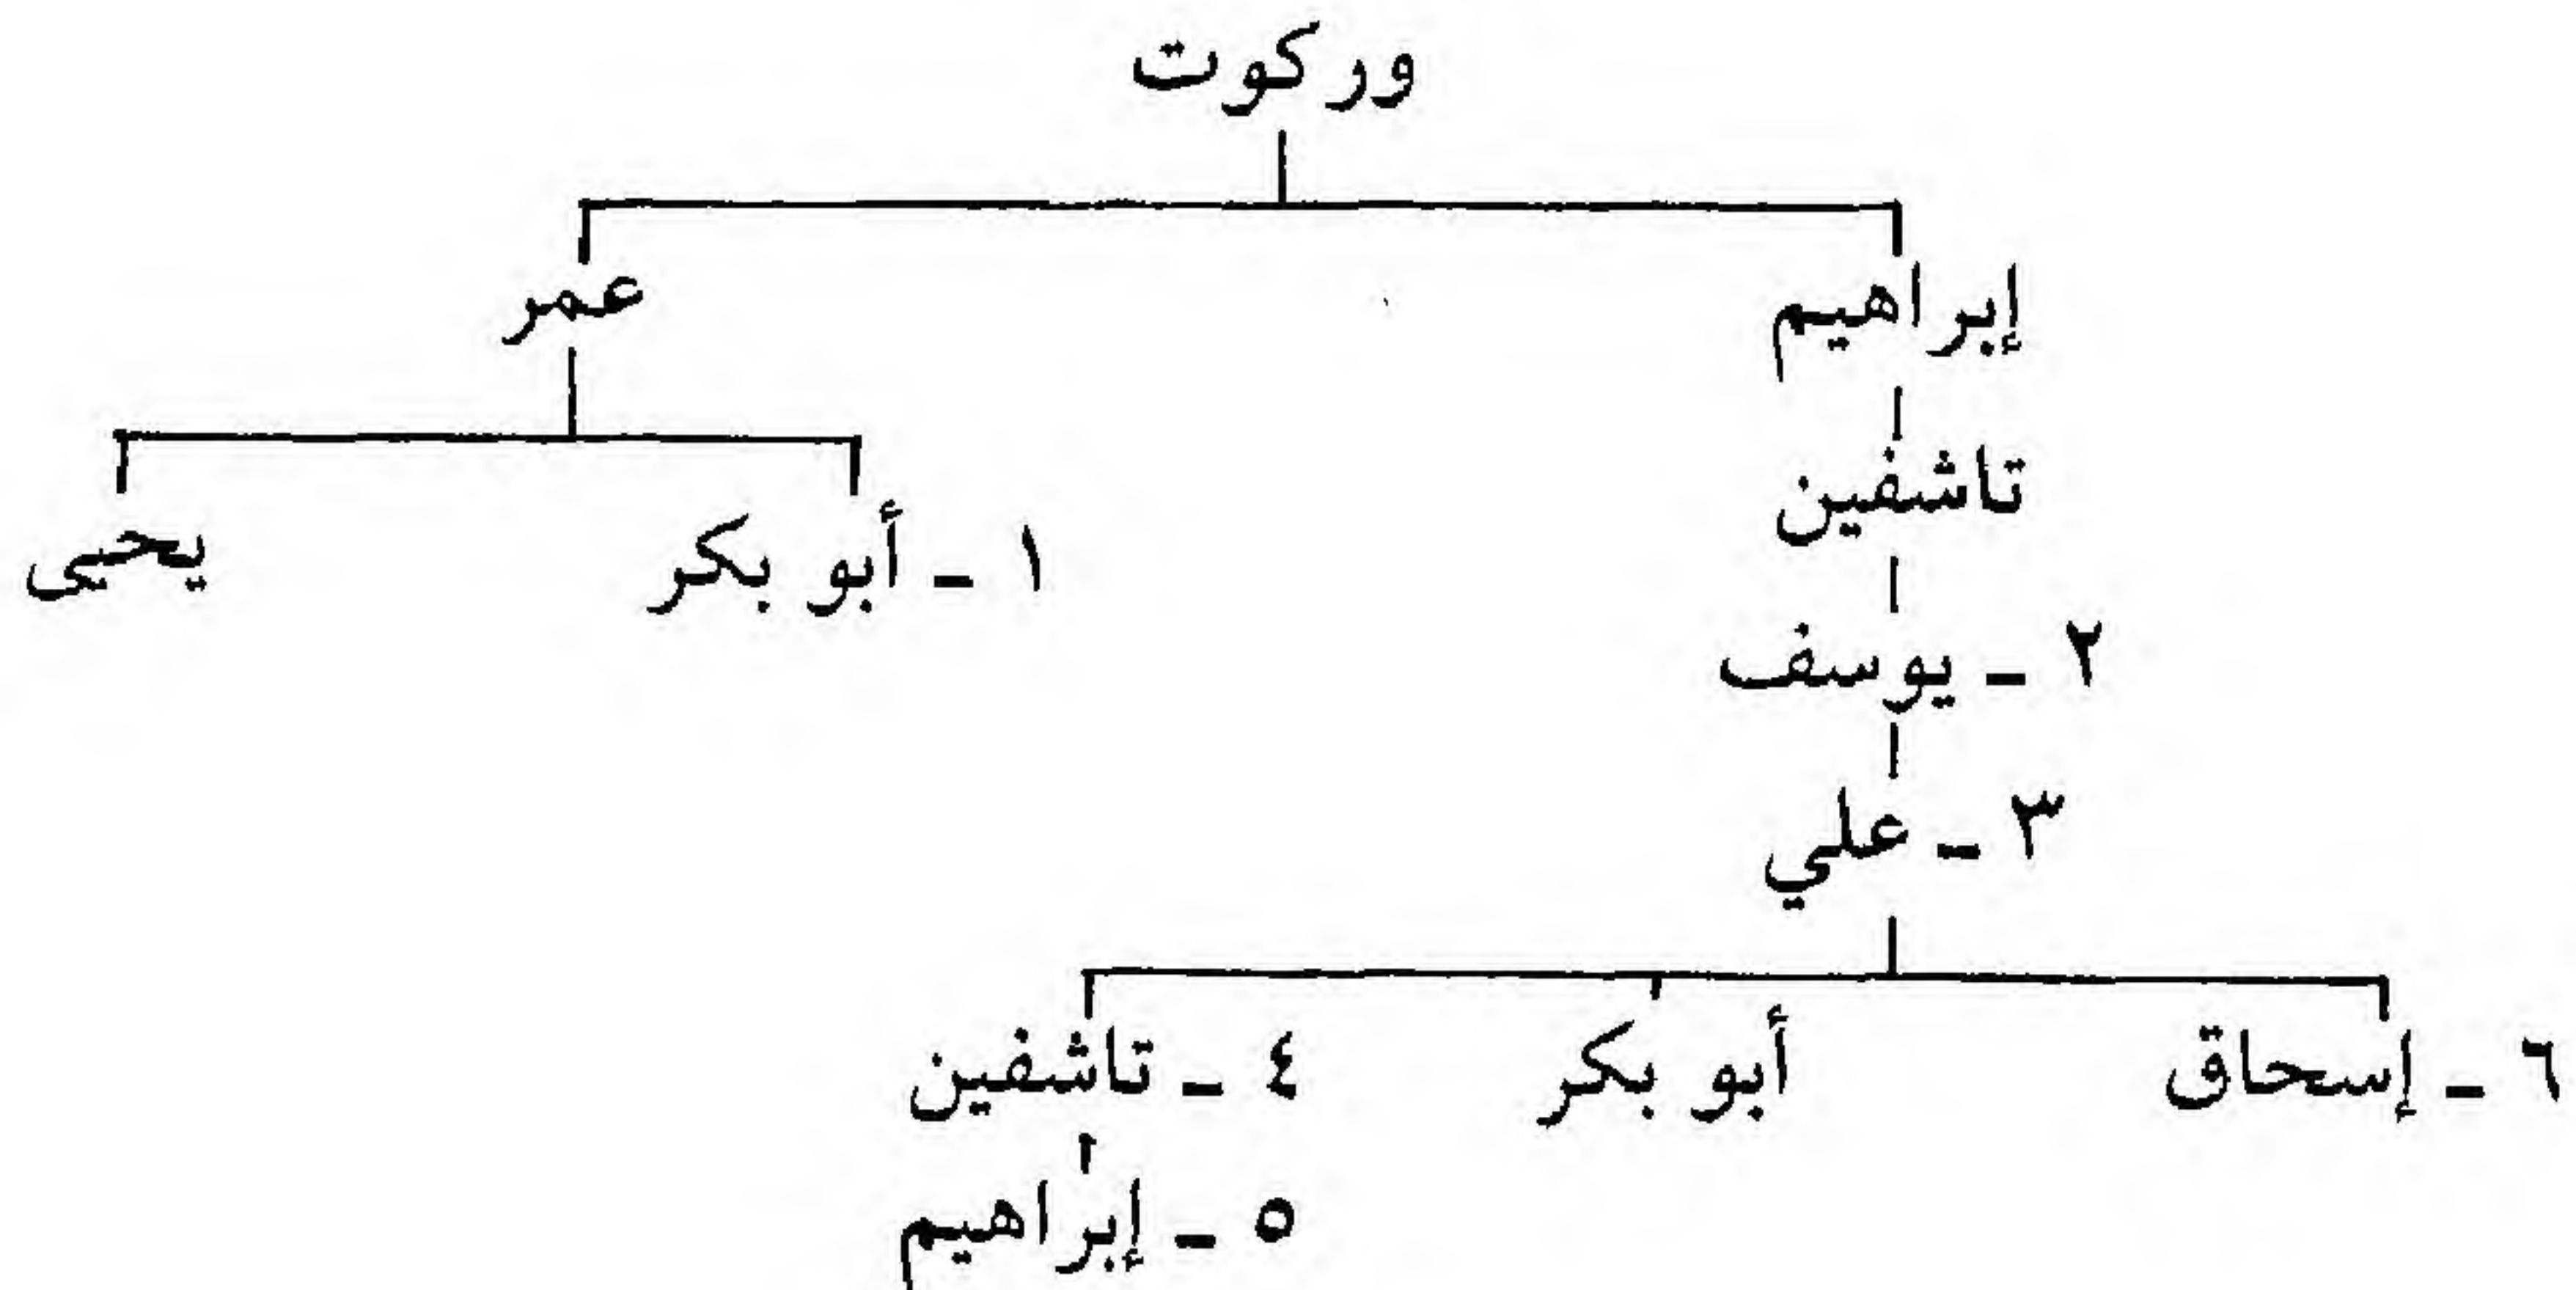 وركوت
إبراهيم
عمر
تاشفين
١ - أبو بكر
يحيى
٢ - يوسف
٣ - علي
٦ - إسحاق
أبو بكر
٤ - تاشفين
٥ - إبراهيم